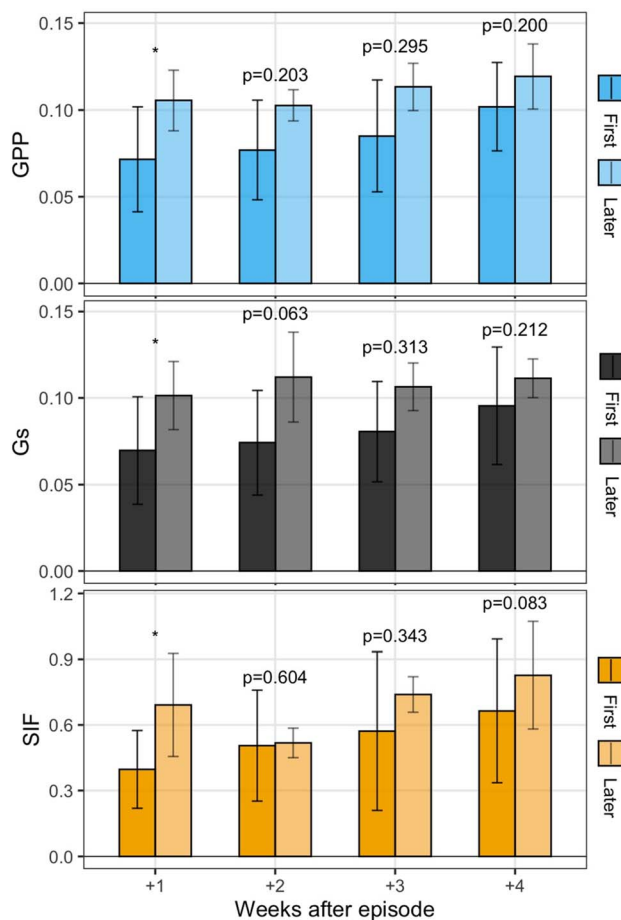 0.15
0.10
0.05
0.00
GPP
*
p=0.203
p=0.295
p=0.200
First
Later
0.15
0.10
0.05
0.00
Gs
*
p=0.063
p=0.313
p=0.212
First
Later
1.2
0.9
0.6
0.3
0.0
SIF
*
p=0.604
p=0.343
p=0.083
First
Later
+1 +2 +3 +4
Weeks after episode